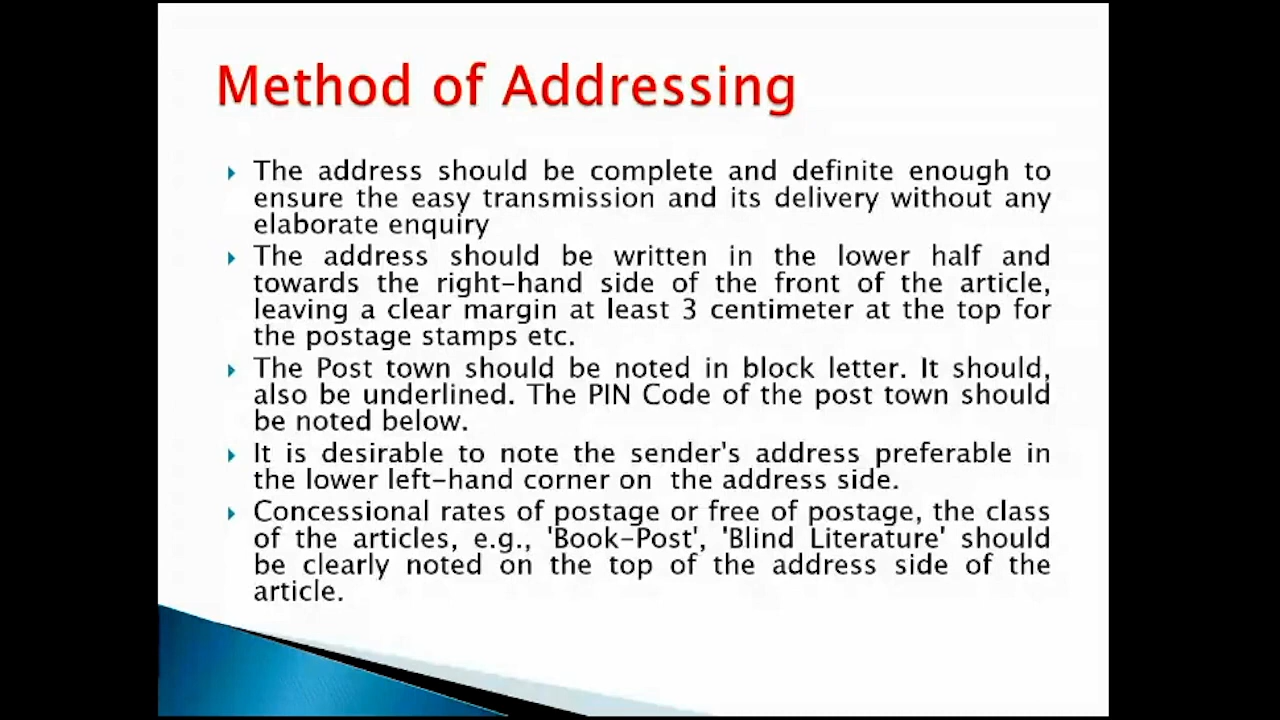 Method of Addressing
The address should be complete and definite enough to
ensure the easy transmission and its delivery without any
elaborate enquiry
The address should be written in the lower half and
towards the right-hand side of the front of the article,
leaving a clear margin at least 3 centimeter at the top for
the postage stamps etc.
The Post town should be noted in block letter. It should,
also be underlined. The PIN Code of the post town should
be noted below.
It is desirable to note the sender's address preferable in
the lower left-hand corner on the address side.
Concessional rates of postage or free of postage, the class
of the articles, e.g., 'Book-Post', 'Blind Literature' should
be clearly noted on the top of the address side of the
article.